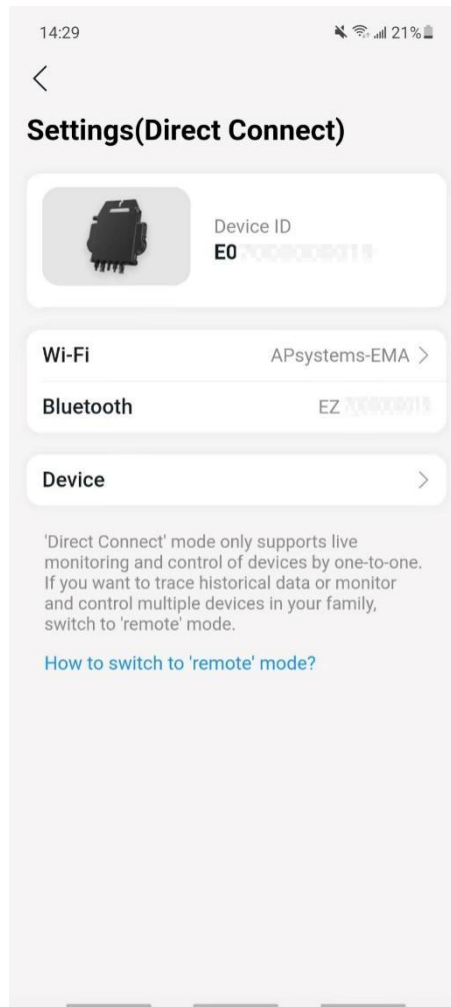 14:29 21%
Settings(Direct Connect)
Device ID
E0
Wi-Fi APsystems-EMA >
Bluetooth EZ
Device >
'Direct Connect' mode only supports live
monitoring and control of devices by one-to-one.
If you want to trace historical data or monitor
and control multiple devices in your family,
switch to 'remote' mode.
How to switch to 'remote' mode?